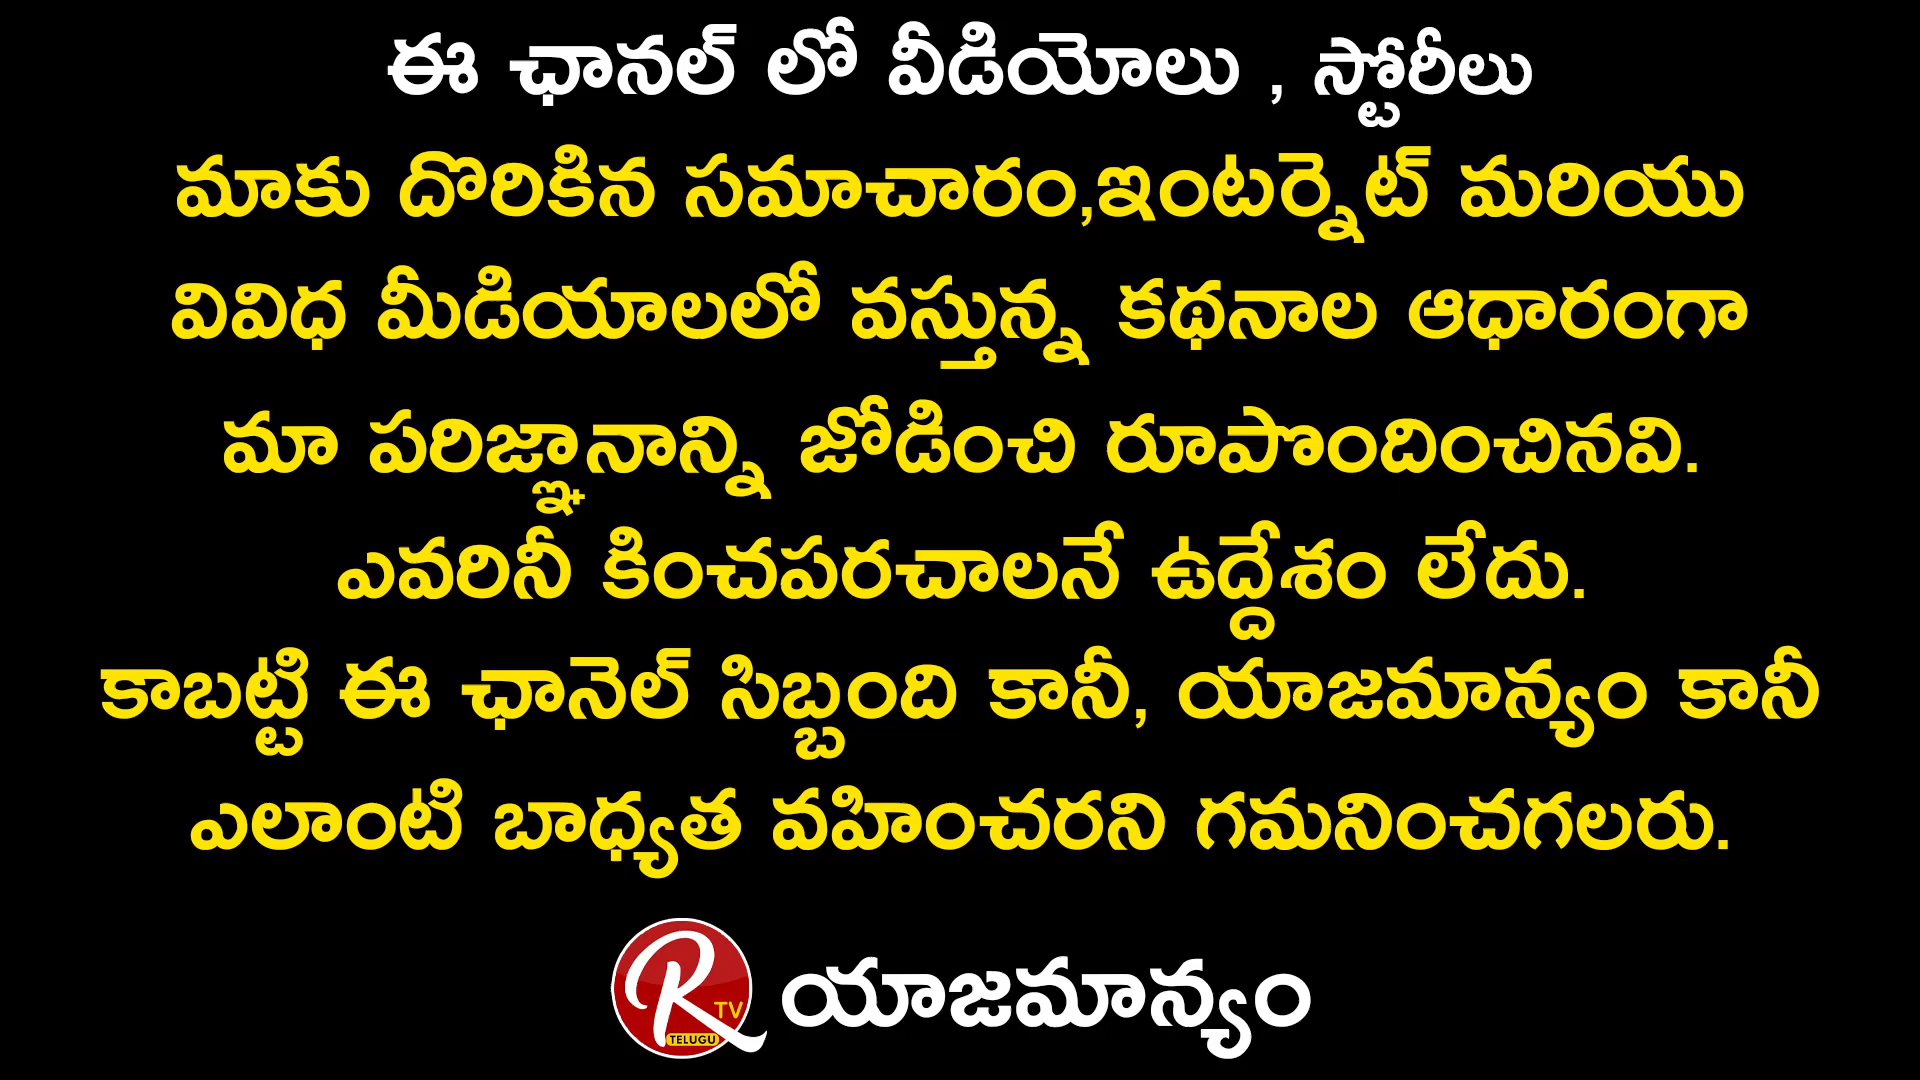 ఈ ఛానల్ లో వీడియోలు , స్టోరీలు
మాకు దొరికిన సమాచారం,ఇంటర్నెట్ మరియు
వివిధ మీడియాలలో వస్తున్న కథనాల ఆధారంగా
మా పరిజ్ఞానాన్ని జోడించి రూపొందించినవి.
ఎవరినీ కించపరచాలనే ఉద్దేశం లేదు.
కాబట్టి ఈ ఛానెల్ సిబ్బంది కానీ, యాజమాన్యం కానీ
ఎలాంటి బాధ్యత వహించరని గమనించగలరు.
R TV TELUGU యాజమాన్యం